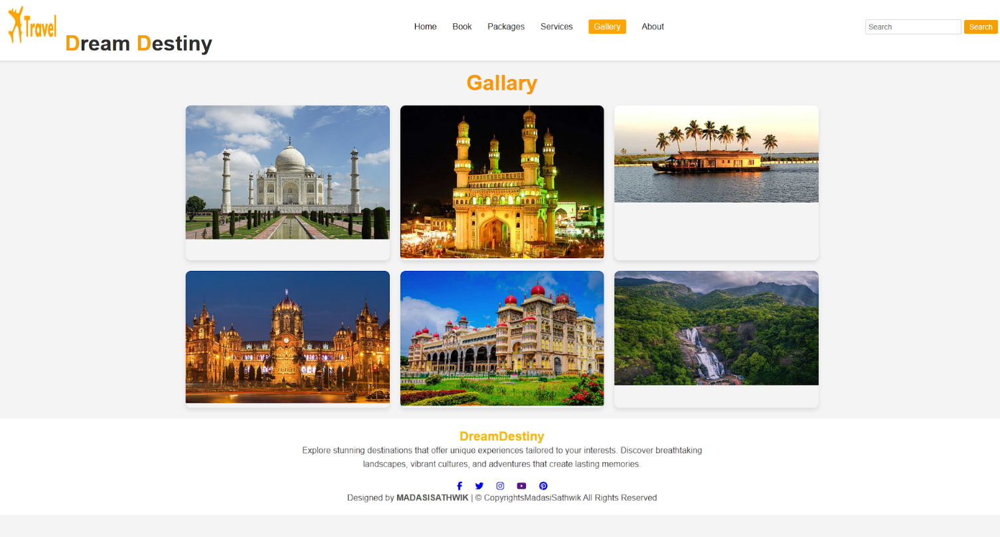 Travel
Dream Destiny
Home Book Packages Services Gallery About
Search Search
Gallary
DreamDestiny
Explore stunning destinations that offer unique experiences tailored to your interests. Discover breathtaking
landscapes, vibrant cultures, and adventures that create lasting memories.
Designed by MADASISATHWIK | © CopyrightsMadasiSathwik All Rights Reserved